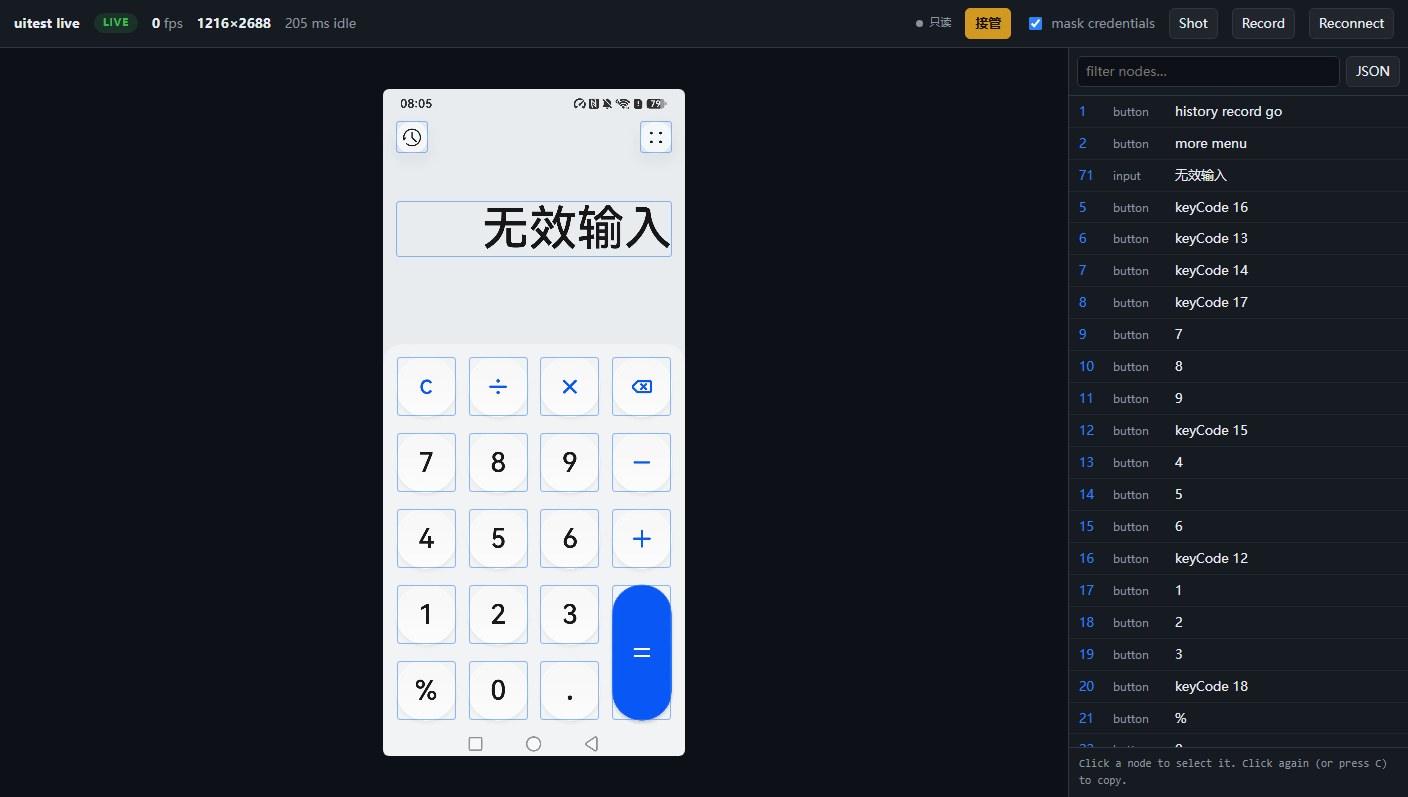 uitest live LIVE 0 fps 1216×2688 205 ms idle 只读 接管 mask credentials Shot Record Reconnect
filter nodes... JSON
08:05 79
1 button history record go
2 button more menu
71 input 无效输入
无效输入
5 button keyCode 16
6 button keyCode 13
7 button keyCode 14
8 button keyCode 17
9 button 7
10 button 8
11 button 9
12 button keyCode 15
13 button 4
14 button 5
15 button 6
16 button keyCode 12
17 button 1
18 button 2
19 button 3
20 button keyCode 18
21 button %
C ÷ ×
7 8 9 −
4 5 6 +
1 2 3 =
% 0 .
Click a node to select it. Click again (or press C)
to copy.